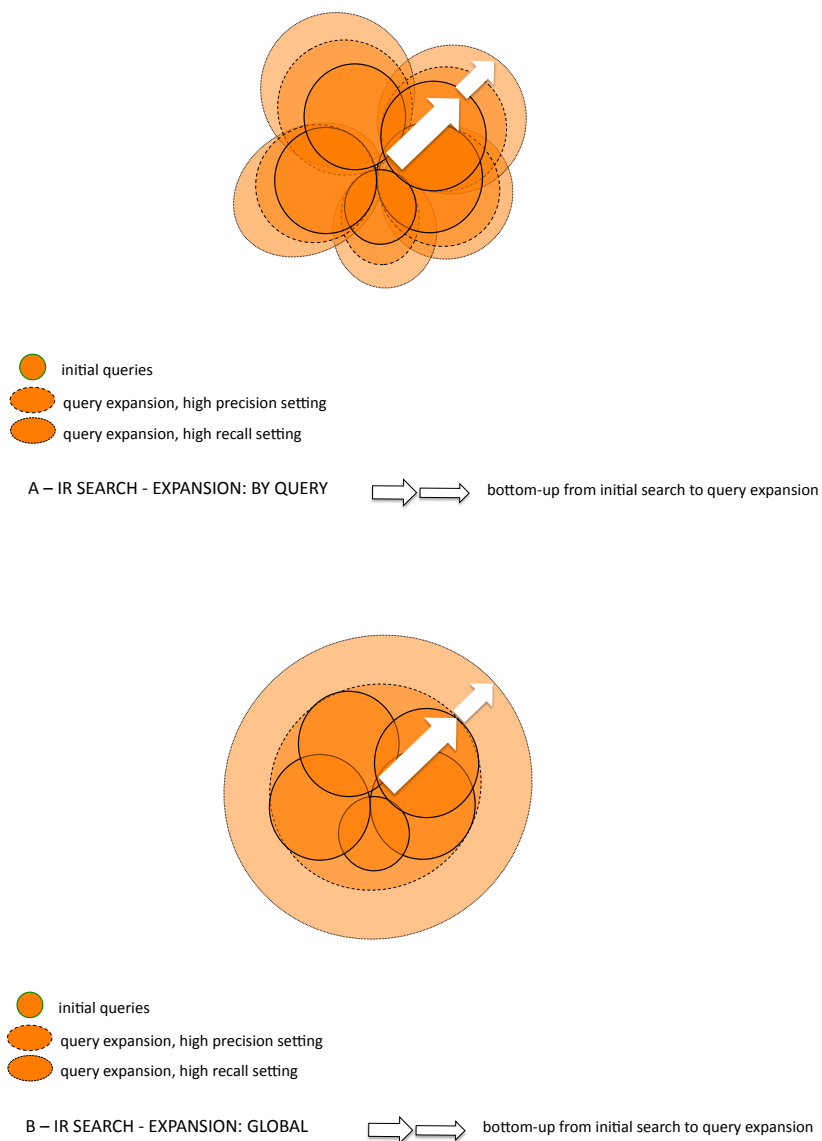 initial queries
query expansion, high precision setting
query expansion, high recall setting
A – IR SEARCH - EXPANSION: BY QUERY bottom-up from initial search to query expansion
initial queries
query expansion, high precision setting
query expansion, high recall setting
B – IR SEARCH - EXPANSION: GLOBAL bottom-up from initial search to query expansion